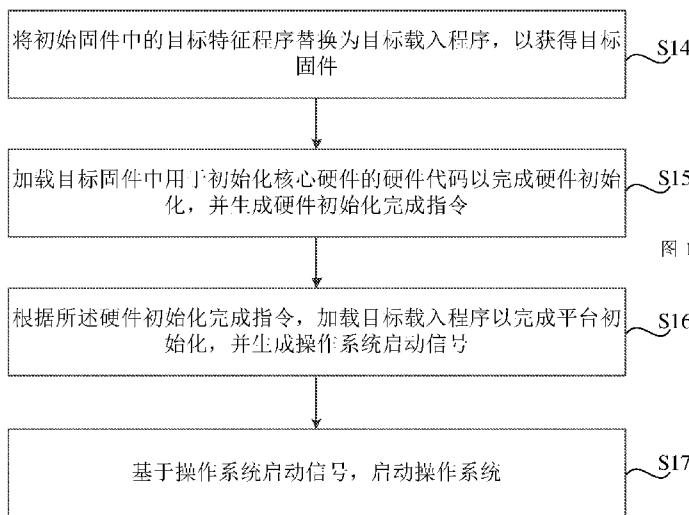 将初始固件中的目标特征程序替换为目标载入程序，以获得目标
固件
S14
加载目标固件中用于初始化核心硬件的硬件代码以完成硬件初始
化，并生成硬件初始化完成指令
S15
图 1
根据所述硬件初始化完成指令，加载目标载入程序以完成平台初
始化，并生成操作系统启动信号
S16
基于操作系统启动信号，启动操作系统
S17